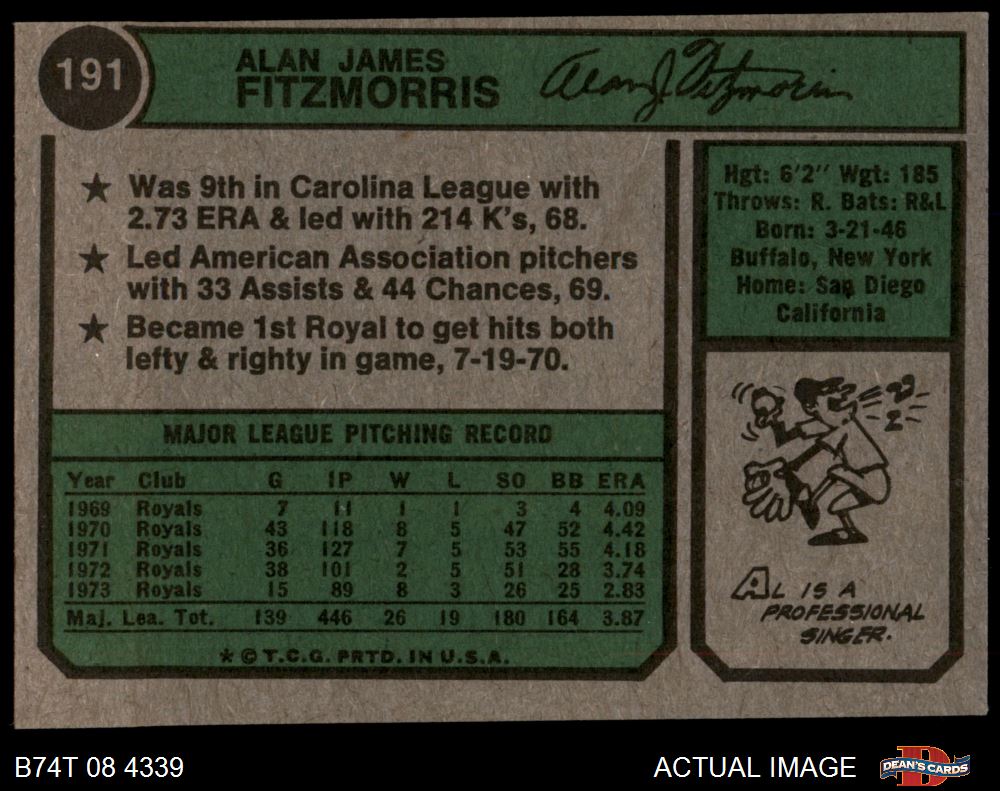 191
ALAN JAMES
FITZMORRIS
Alan J. Fitzmorris
★ Was 9th in Carolina League with
2.73 ERA & led with 214 K's, 68.
★ Led American Association pitchers
with 33 Assists & 44 Chances, 69.
★ Became 1st Royal to get hits both
lefty & righty in game, 7-19-70.
Hgt: 6'2" Wgt: 185
Throws: R. Bats: R&L
Born: 3-21-46
Buffalo, New York
Home: San Diego
California
MAJOR LEAGUE PITCHING RECORD
Year Club G IP W L SO BB ERA
1969 Royals 7 11 1 1 3 4 4.09
1970 Royals 43 118 8 5 47 52 4.42
1971 Royals 36 127 7 5 53 55 4.18
1972 Royals 38 101 2 5 51 28 3.74
1973 Royals 15 89 8 3 26 25 2.83
Maj. Lea. Tot. 139 446 26 19 180 164 3.87
★ © T.C.G. PRTD. IN U.S.A.
AL IS A
PROFESSIONAL
SINGER.
B74T 08 4339
ACTUAL IMAGE
D
DEAN'S CARDS